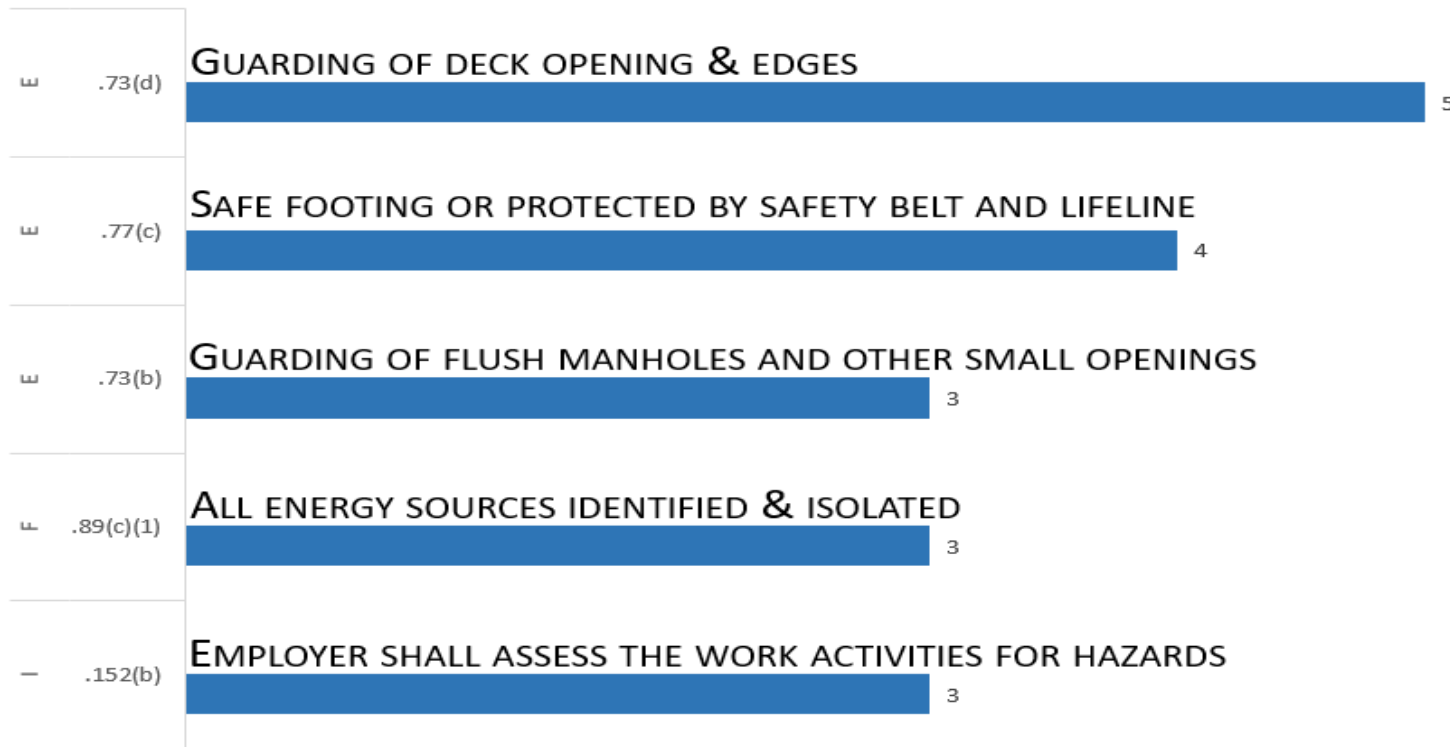 GUARDING OF DECK OPENING & EDGES
E .73(d) 5
SAFE FOOTING OR PROTECTED BY SAFETY BELT AND LIFELINE
E .77(c) 4
GUARDING OF FLUSH MANHOLES AND OTHER SMALL OPENINGS
E .73(b) 3
ALL ENERGY SOURCES IDENTIFIED & ISOLATED
F .89(c)(1) 3
EMPLOYER SHALL ASSESS THE WORK ACTIVITIES FOR HAZARDS
I .152(b) 3